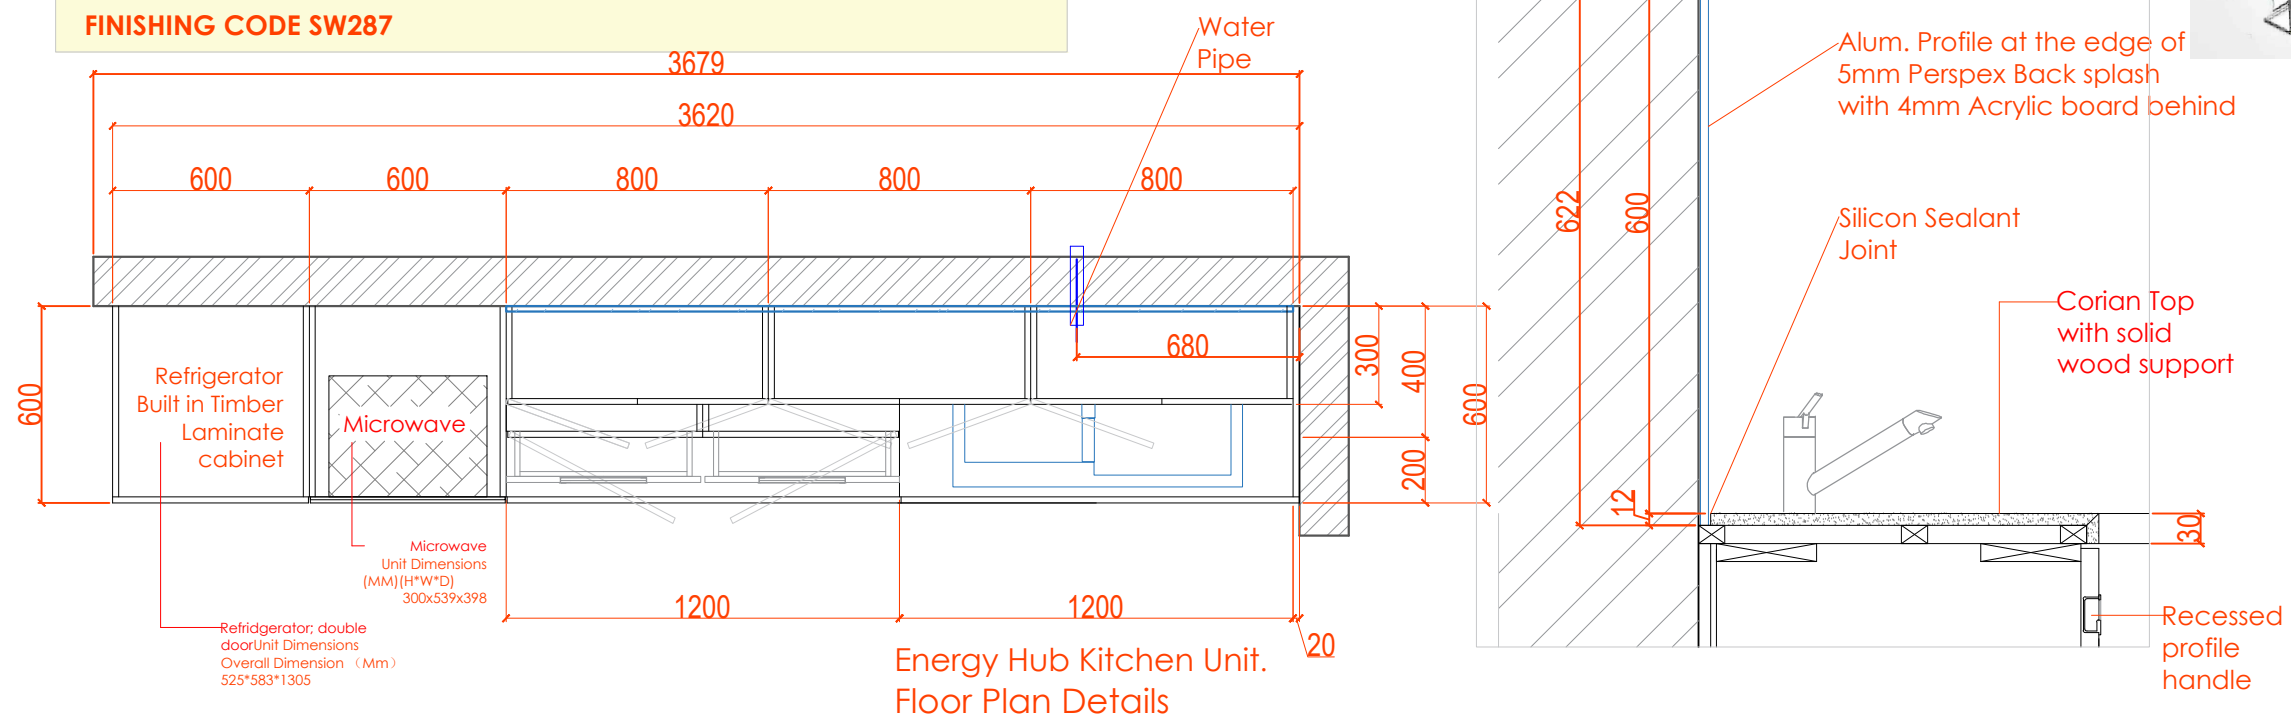 FINISHING CODE SW287
3679
3620
600
600
800
800
800
Water
Pipe
680
300
400
600
200
600
Refrigerator
Built in Timber
Laminate
cabinet
Microwave
Microwave
Unit Dimensions
(MM)(H*W*D)
300x539x398
Refridgerator; double
doorUnit Dimensions
Overall Dimension （Mm）
525*583*1305
1200
1200
20
Energy Hub Kitchen Unit.
Floor Plan Details
Alum. Profile at the edge of
5mm Perspex Back splash
with 4mm Acrylic board behind
622
600
Silicon Sealant
Joint
Corian Top
with solid
wood support
12
30
Recessed
profile
handle